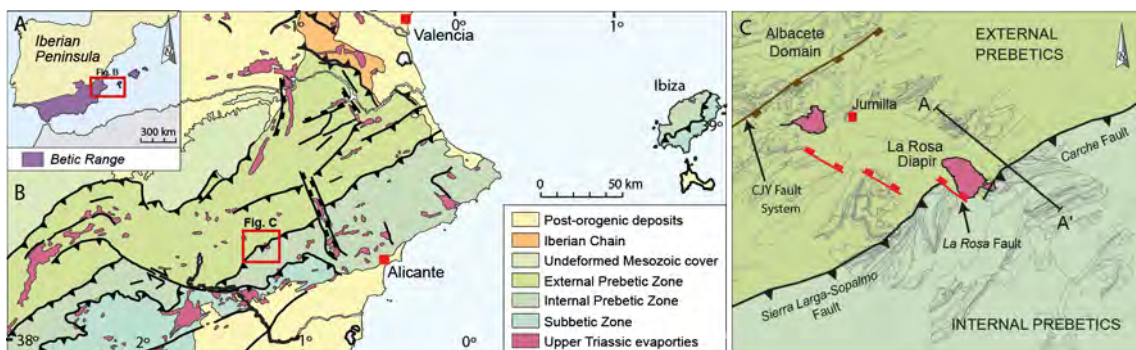 A
Iberian
Peninsula
Fig. B
N
300 km
Betic Range
B
1°
0°
Valencia
1°
Ibiza
39°
0
50 km
Fig. C
Alicante
38°
2°
1°
0°
Post-orogenic deposits
Iberian Chain
Undeformed Mesozoic cover
External Prebetic Zone
Internal Prebetic Zone
Subbetic Zone
Upper Triassic evaporties
C
Albacete
Domain
EXTERNAL
PREBETICS
N
Jumilla
A
La Rosa
Diapir
Carche Fault
CJY Fault
System
A'
La Rosa Fault
Sierra Larga-Sopalmo
Fault
INTERNAL PREBETICS